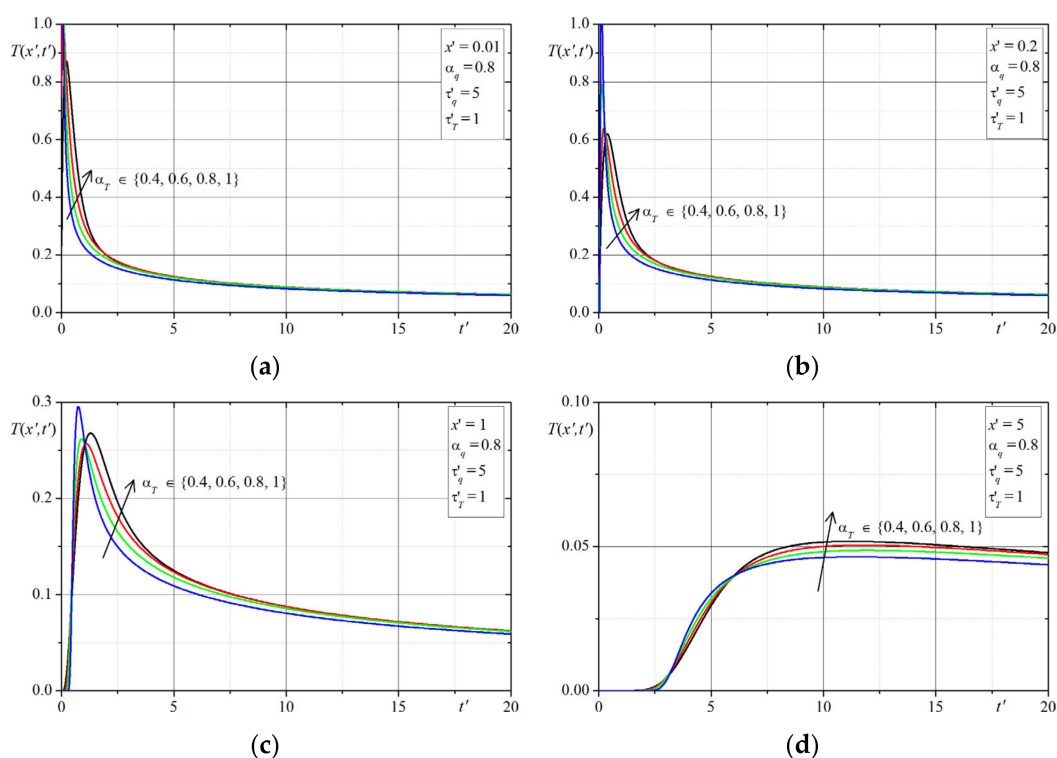 1.0
T(x',t')
0.8
0.6
0.4
0.2
0.0
x' = 0.01
α_q = 0.8
τ'_q = 5
τ'_T = 1
α_T ∈ {0.4, 0.6, 0.8, 1}
0 5 10 15 t' 20
(a)
1.0
T(x',t')
0.8
0.6
0.4
0.2
0.0
x' = 0.2
α_q = 0.8
τ'_q = 5
τ'_T = 1
α_T ∈ {0.4, 0.6, 0.8, 1}
0 5 10 15 t' 20
(b)
0.3
T(x',t')
0.2
0.1
0.0
x' = 1
α_q = 0.8
τ'_q = 5
τ'_T = 1
α_T ∈ {0.4, 0.6, 0.8, 1}
0 5 10 15 t' 20
(c)
0.10
T(x',t')
0.05
0.00
x' = 5
α_q = 0.8
τ'_q = 5
τ'_T = 1
α_T ∈ {0.4, 0.6, 0.8, 1}
0 5 10 15 t' 20
(d)